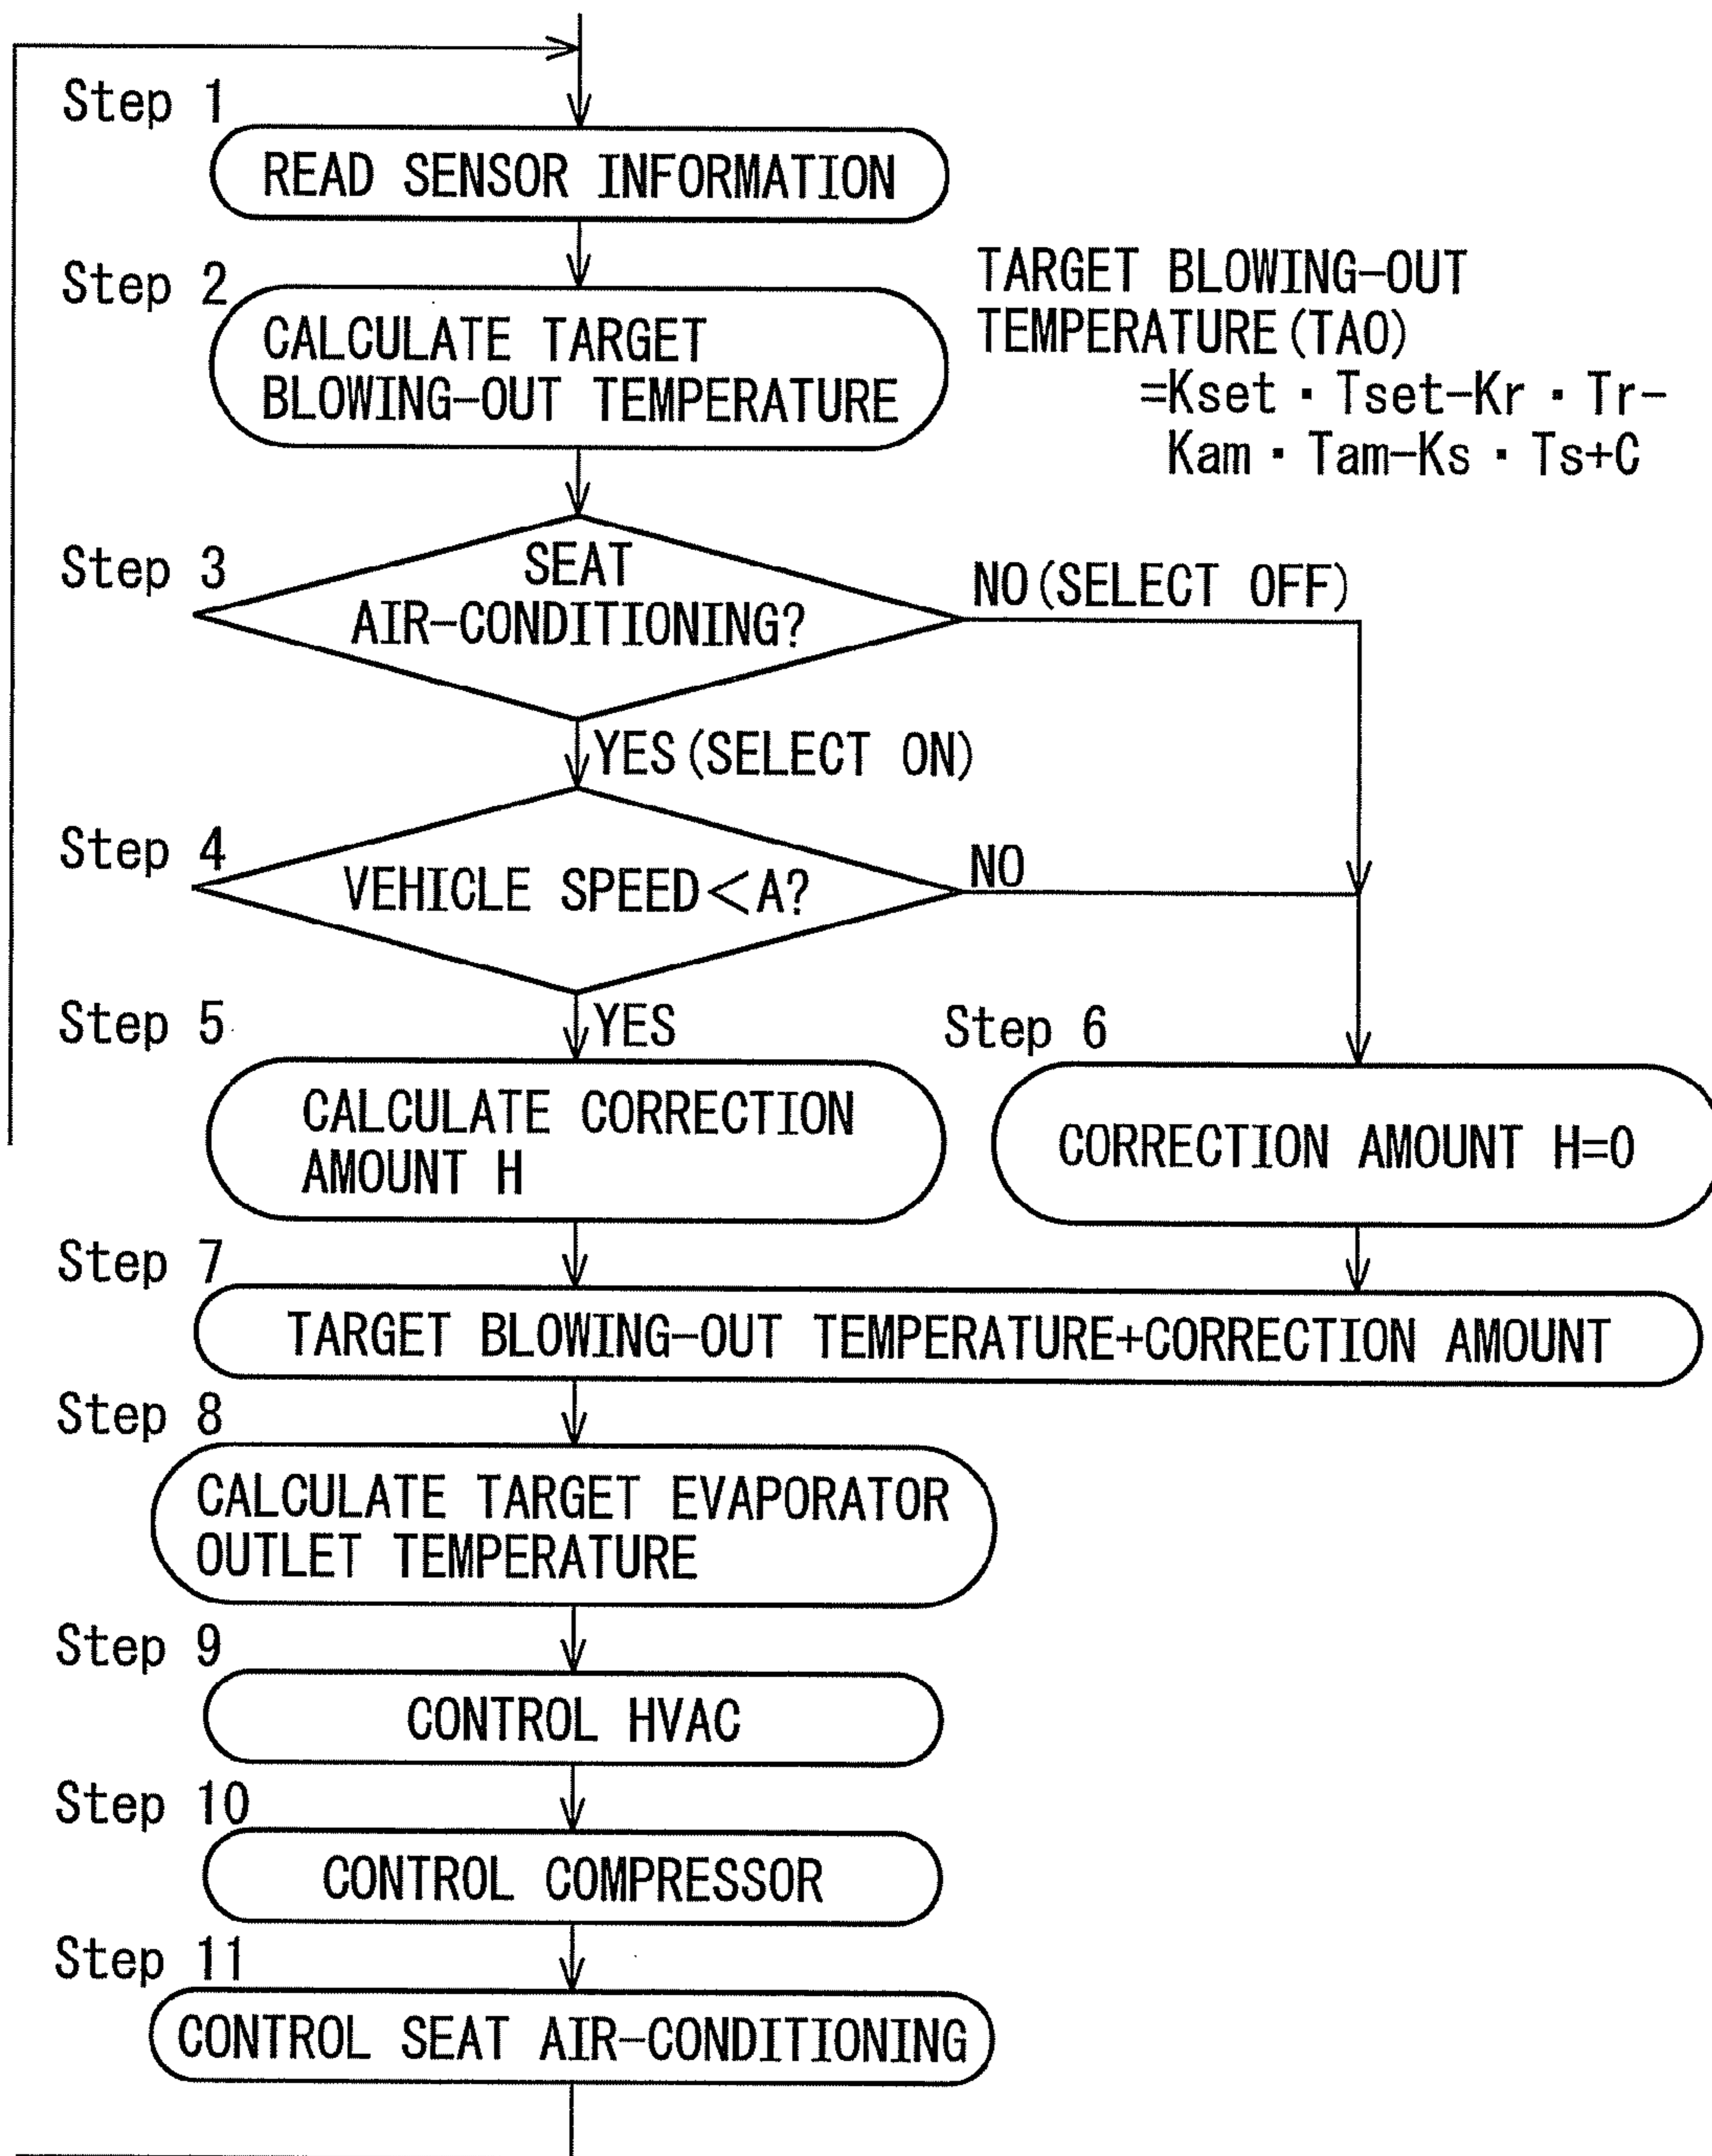 Step 1
READ SENSOR INFORMATION
Step 2
CALCULATE TARGET
BLOWING-OUT TEMPERATURE
TARGET BLOWING-OUT
TEMPERATURE(TAO)
=Kset・Tset-Kr・Tr-
Kam・Tam-Ks・Ts+C
Step 3
SEAT
AIR-CONDITIONING?
NO(SELECT OFF)
YES(SELECT ON)
Step 4
VEHICLE SPEED<A?
NO
YES
Step 5
CALCULATE CORRECTION
AMOUNT H
Step 6
CORRECTION AMOUNT H=0
Step 7
TARGET BLOWING-OUT TEMPERATURE+CORRECTION AMOUNT
Step 8
CALCULATE TARGET EVAPORATOR
OUTLET TEMPERATURE
Step 9
CONTROL HVAC
Step 10
CONTROL COMPRESSOR
Step 11
CONTROL SEAT AIR-CONDITIONING